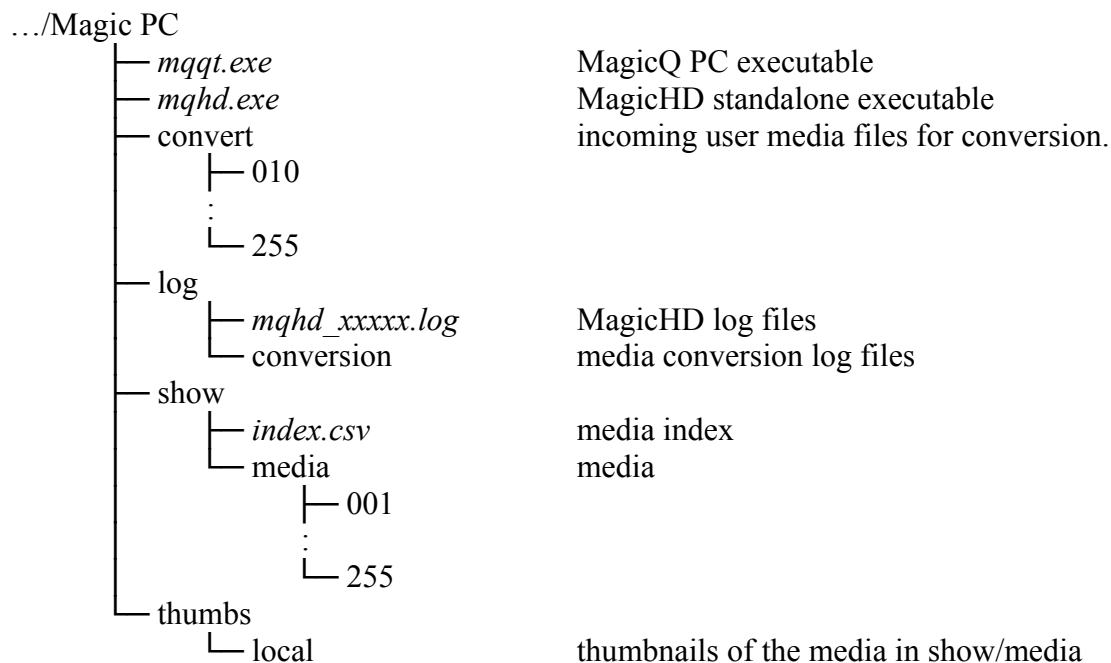 …/Magic PC
mqqt.exe MagicQ PC executable
mqhd.exe MagicHD standalone executable
convert incoming user media files for conversion.
010
255
log
mqhd_xxxxx.log MagicHD log files
conversion media conversion log files
show
index.csv media index
media media
001
255
thumbs
local thumbnails of the media in show/media